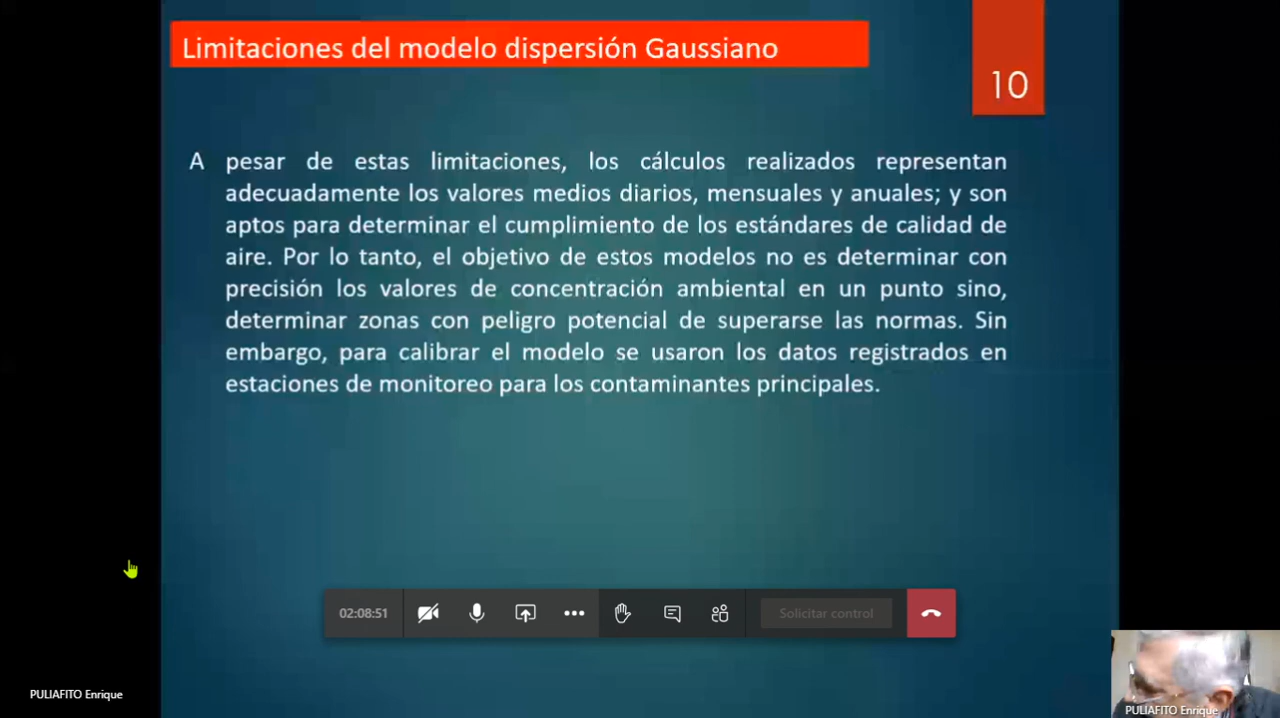 Limitaciones del modelo dispersión Gaussiano
10
A pesar de estas limitaciones, los cálculos realizados representan
adecuadamente los valores medios diarios, mensuales y anuales; y son
aptos para determinar el cumplimiento de los estándares de calidad de
aire. Por lo tanto, el objetivo de estos modelos no es determinar con
precisión los valores de concentración ambiental en un punto sino,
determinar zonas con peligro potencial de superarse las normas. Sin
embargo, para calibrar el modelo se usaron los datos registrados en
estaciones de monitoreo para los contaminantes principales.
02:08:51
Solicitar control
PULIAFITO Enrique
PULIAFITO Enrique